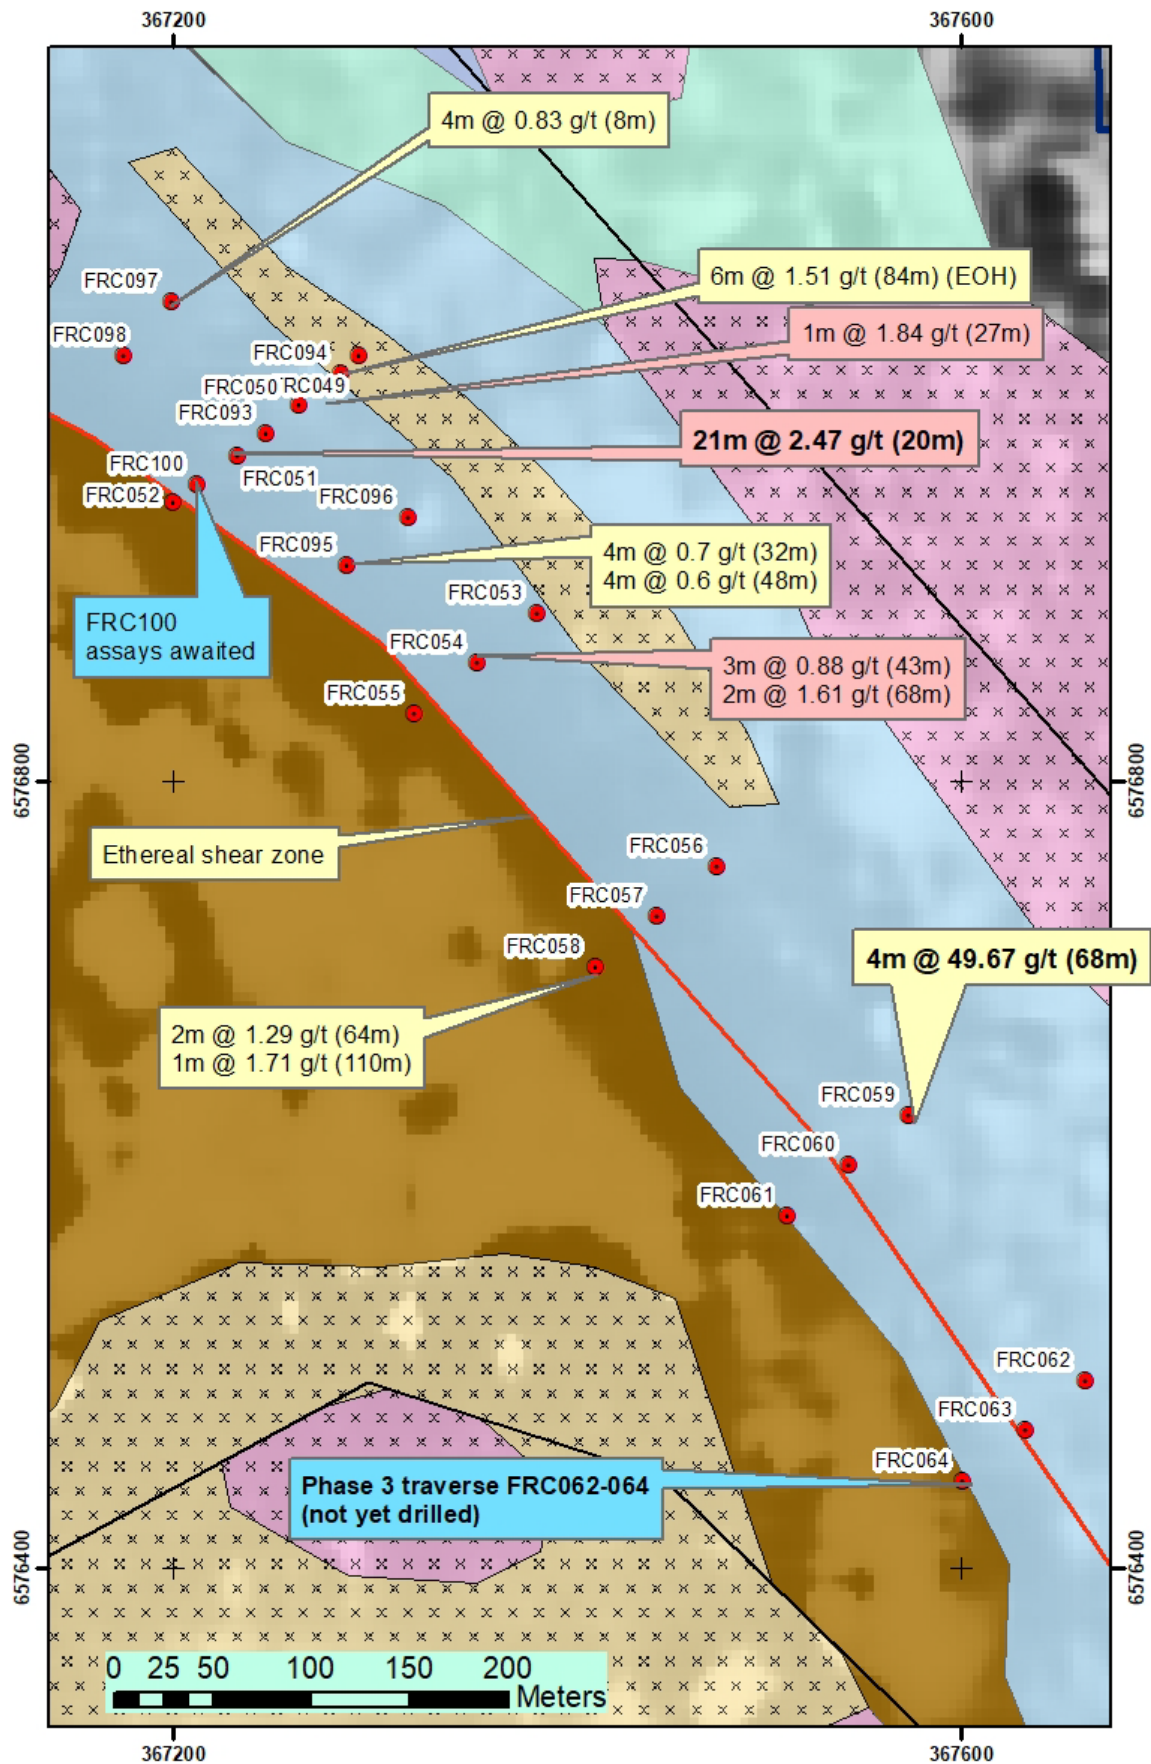 367200
367600
4m @ 0.83 g/t (8m)
6m @ 1.51 g/t (84m) (EOH)
FRC097
1m @ 1.84 g/t (27m)
FRC098
FRC094
FRC050
FRC049
FRC093
21m @ 2.47 g/t (20m)
FRC100
FRC051
FRC052
FRC096
FRC095
4m @ 0.7 g/t (32m)
4m @ 0.6 g/t (48m)
FRC053
FRC100
assays awaited
FRC054
3m @ 0.88 g/t (43m)
2m @ 1.61 g/t (68m)
FRC055
6576800
6576800
Ethereal shear zone
FRC056
FRC057
FRC058
4m @ 49.67 g/t (68m)
2m @ 1.29 g/t (64m)
1m @ 1.71 g/t (110m)
FRC059
FRC060
FRC061
FRC062
FRC063
FRC064
Phase 3 traverse FRC062-064
(not yet drilled)
6576400
6576400
0 25 50 100 150 200
Meters
367200
367600